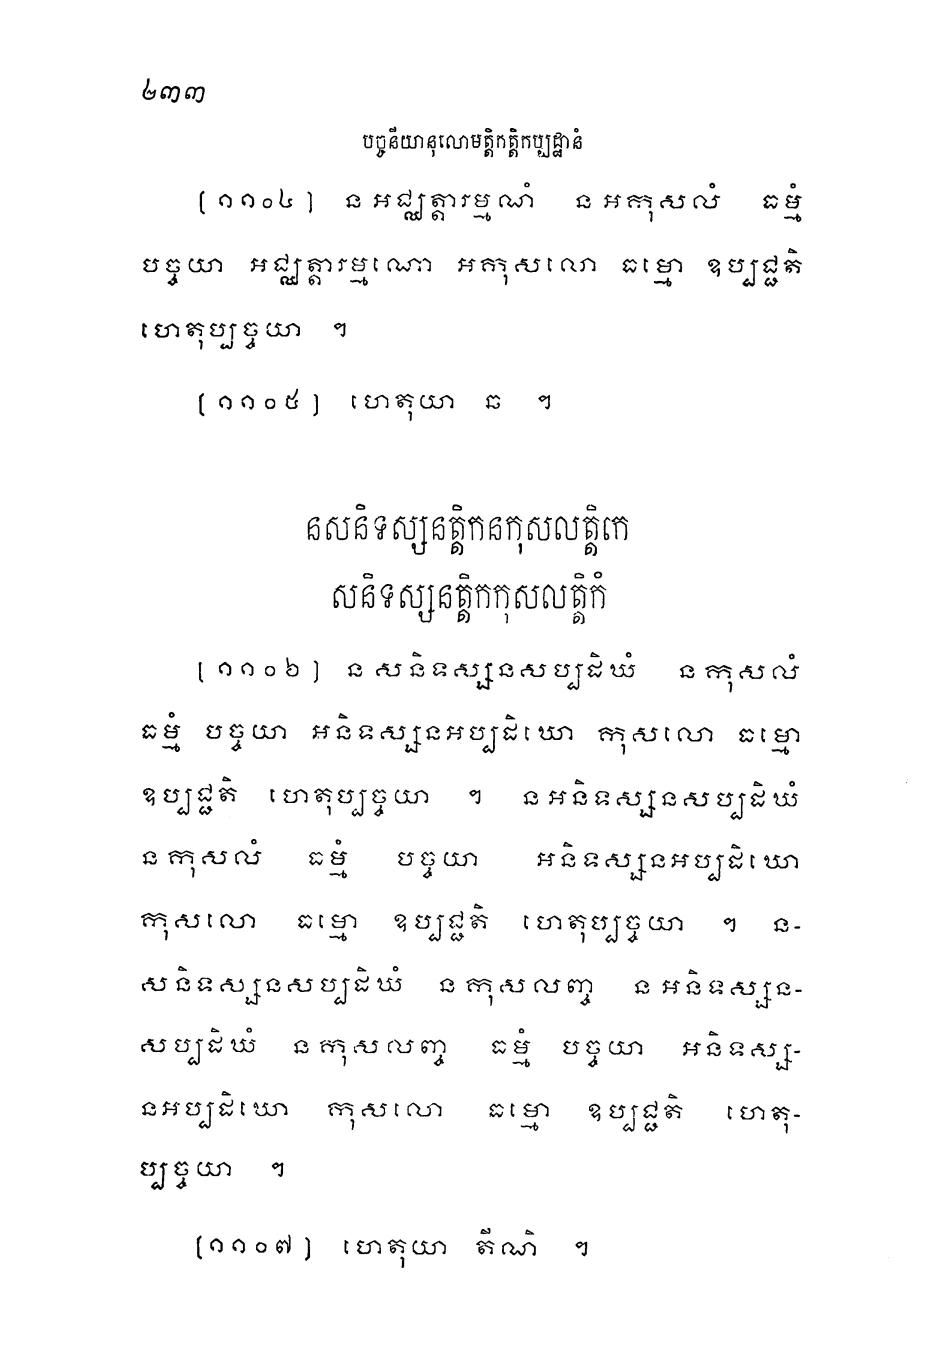 ២៣៣
បច្ចនីយានុលោមត្តិកត្តិកប្បដ្ឋានំ
[១១០៤] ន អជ្ឈត្តារម្មណំ ន អកុសលំ ធម្មំ
បច្ចយា អជ្ឈត្តារម្មណោ អកុសលោ ធម្មោ ឧប្បជ្ជតិ
ហេតុប្បច្ចយា ។
[១១០៥] ហេតុយា ឆ ។
នសនិទស្សនត្តិកនកុសលត្តិកេ
សនិទស្សនត្តិកកុសលត្តិកំ
[១១០៦] ន សនិទស្សនសប្បដិឃំ ន កុសលំ
ធម្មំ បច្ចយា អនិទស្សនអប្បដិឃោ កុសលោ ធម្មោ
ឧប្បជ្ជតិ ហេតុប្បច្ចយា ។ ន អនិទស្សនសប្បដិឃំ
ន កុសលំ ធម្មំ បច្ចយា អនិទស្សនអប្បដិឃោ
កុសលោ ធម្មោ ឧប្បជ្ជតិ ហេតុប្បច្ចយា ។ ន-
សនិទស្សនសប្បដិឃំ ន កុសលញ្ច ន អនិទស្សន-
សប្បដិឃំ ន កុសលញ្ច ធម្មំ បច្ចយា អនិទស្ស-
នអប្បដិឃោ កុសលោ ធម្មោ ឧប្បជ្ជតិ ហេតុ-
ប្បច្ចយា ។
[១១០៧] ហេតុយា តីណិ ។